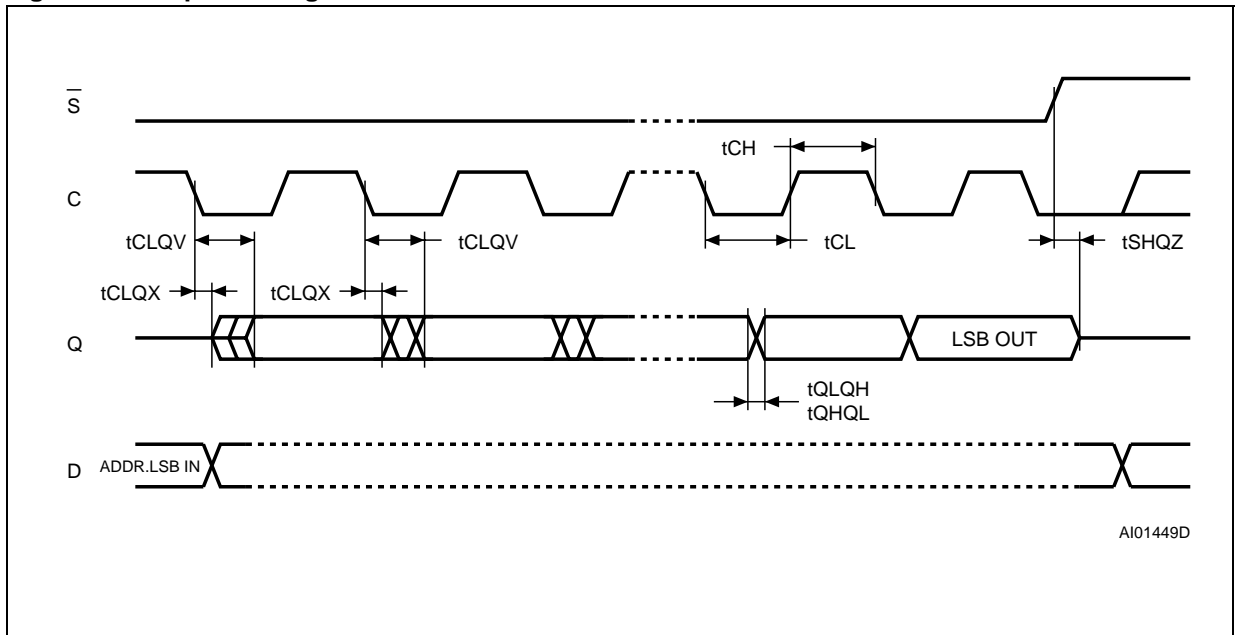 S
tCH
C
tCLQV
tCLQV
tCL
tSHQZ
tCLQX
tCLQX
Q
LSB OUT
tQLQH
tQHQL
D
ADDR.LSB IN
AI01449D